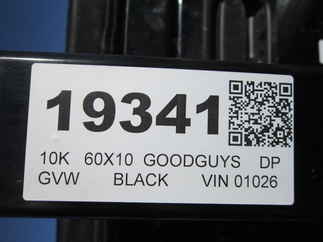 19341
10K 60X10 GOODGUYS DP
GVW BLACK VIN 01026